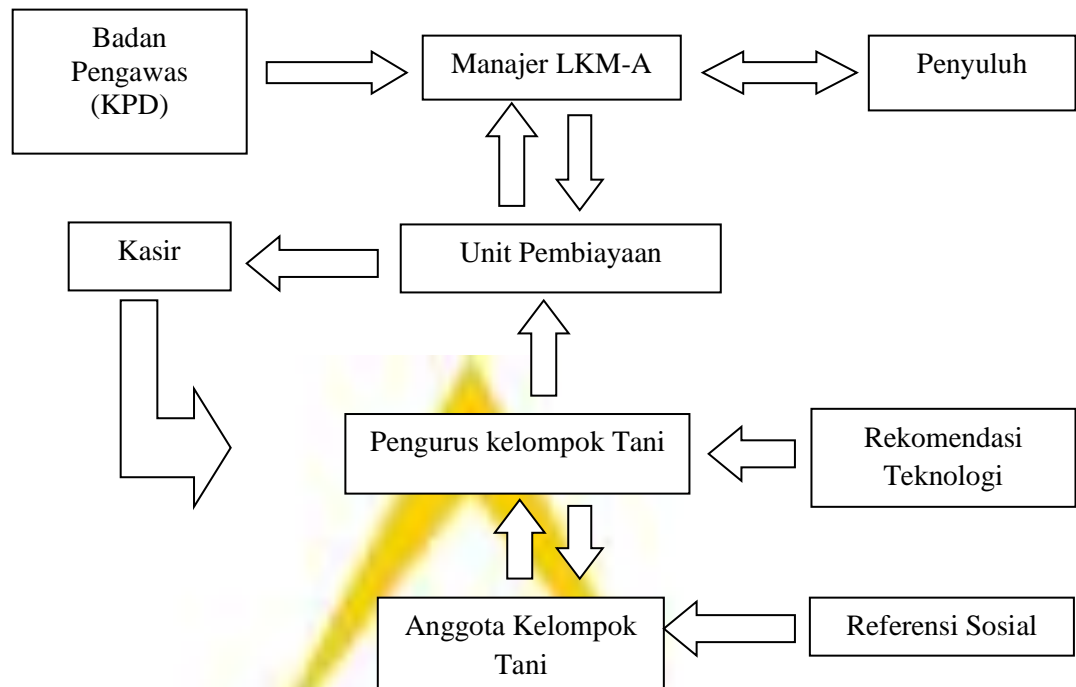 Badan
Pengawas
(KPD)
Manajer LKM-A
Penyuluh
Kasir
Unit Pembiayaan
Pengurus kelompok Tani
Rekomendasi
Teknologi
Anggota Kelompok
Tani
Referensi Sosial